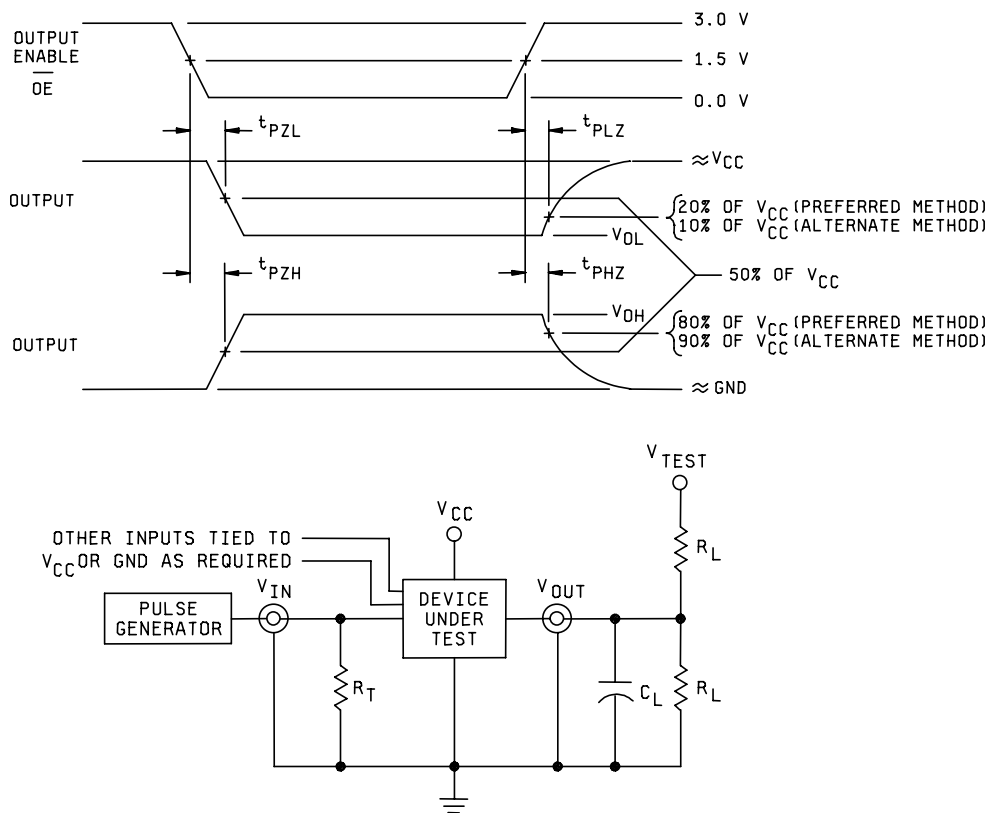 3.0 V
OUTPUT
ENABLE
OE
1.5 V
0.0 V
tPZL
tPLZ
≈VCC
OUTPUT
20% OF VCC (PREFERRED METHOD)
10% OF VCC (ALTERNATE METHOD)
VOL
tPZH
tPHZ
50% OF VCC
VOH
80% OF VCC (PREFERRED METHOD)
90% OF VCC (ALTERNATE METHOD)
OUTPUT
≈ GND
VTEST
VCC
OTHER INPUTS TIED TO
VCC OR GND AS REQUIRED
RL
VIN
VOUT
PULSE
GENERATOR
DEVICE
UNDER
TEST
RT
CL
RL